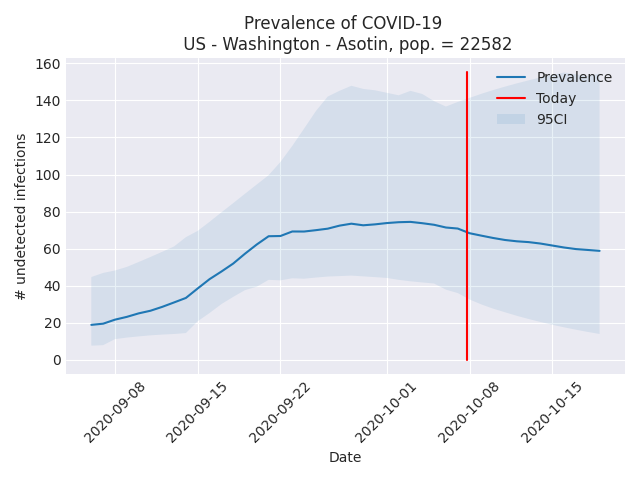 Prevalence of COVID-19
US - Washington - Asotin, pop. = 22582
160
140
120
100
80
60
40
20
0
# undetected infections
Prevalence
Today
95CI
2020-09-08
2020-09-15
2020-09-22
2020-10-01
2020-10-08
2020-10-15
Date